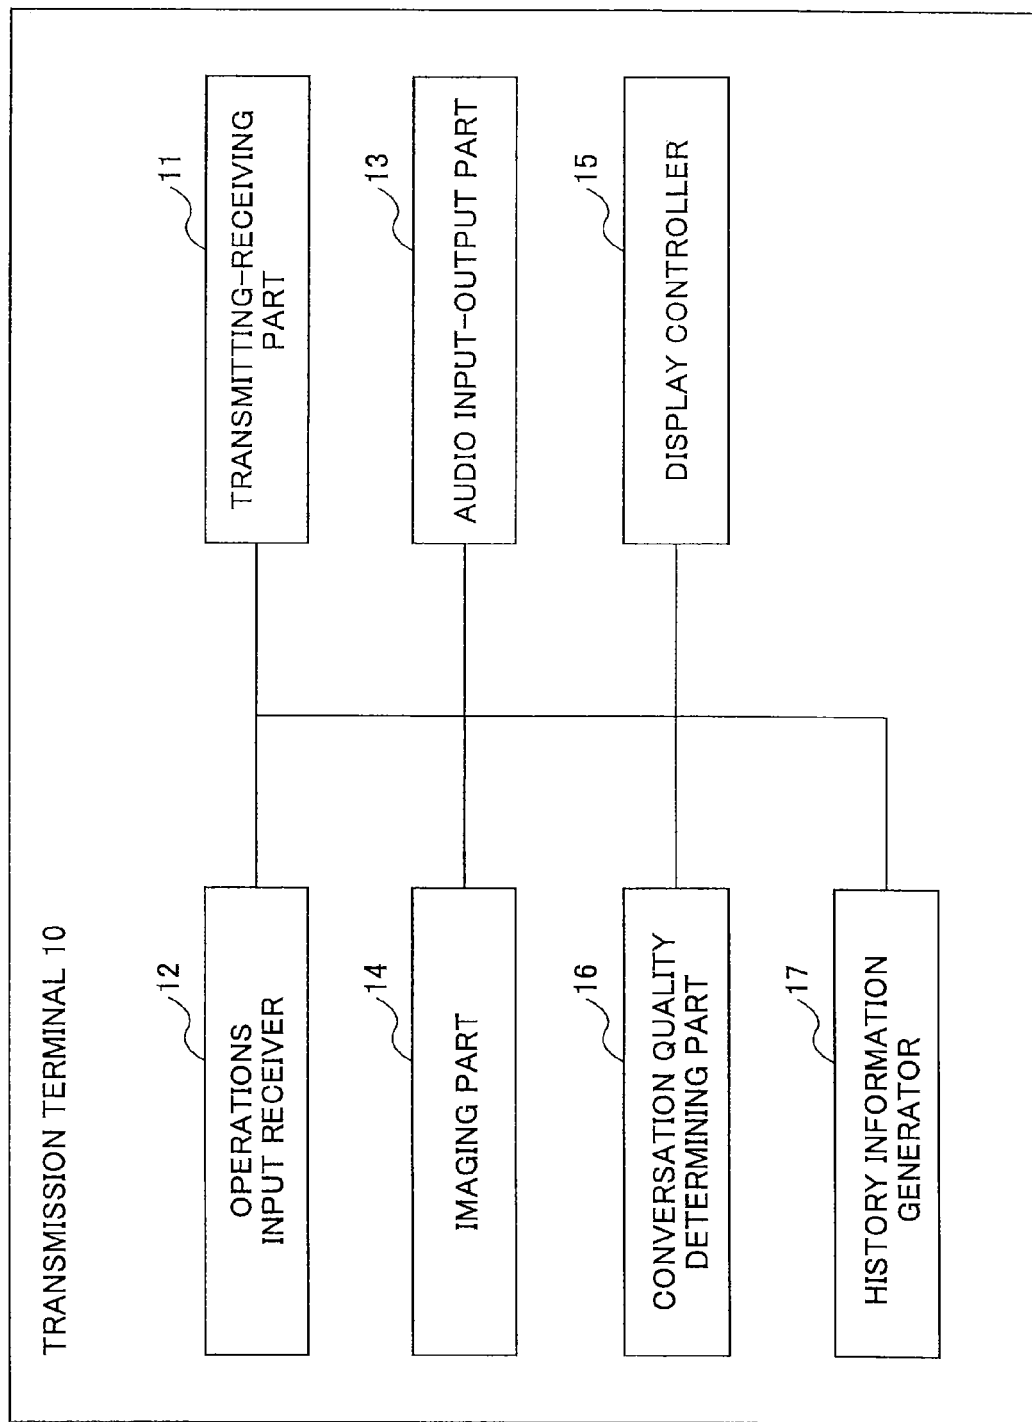 TRANSMISSION TERMINAL 10
12
OPERATIONS
INPUT RECEIVER
11
TRANSMITTING-RECEIVING
PART
14
IMAGING PART
13
AUDIO INPUT-OUTPUT PART
16
CONVERSATION QUALITY
DETERMINING PART
15
DISPLAY CONTROLLER
17
HISTORY INFORMATION
GENERATOR